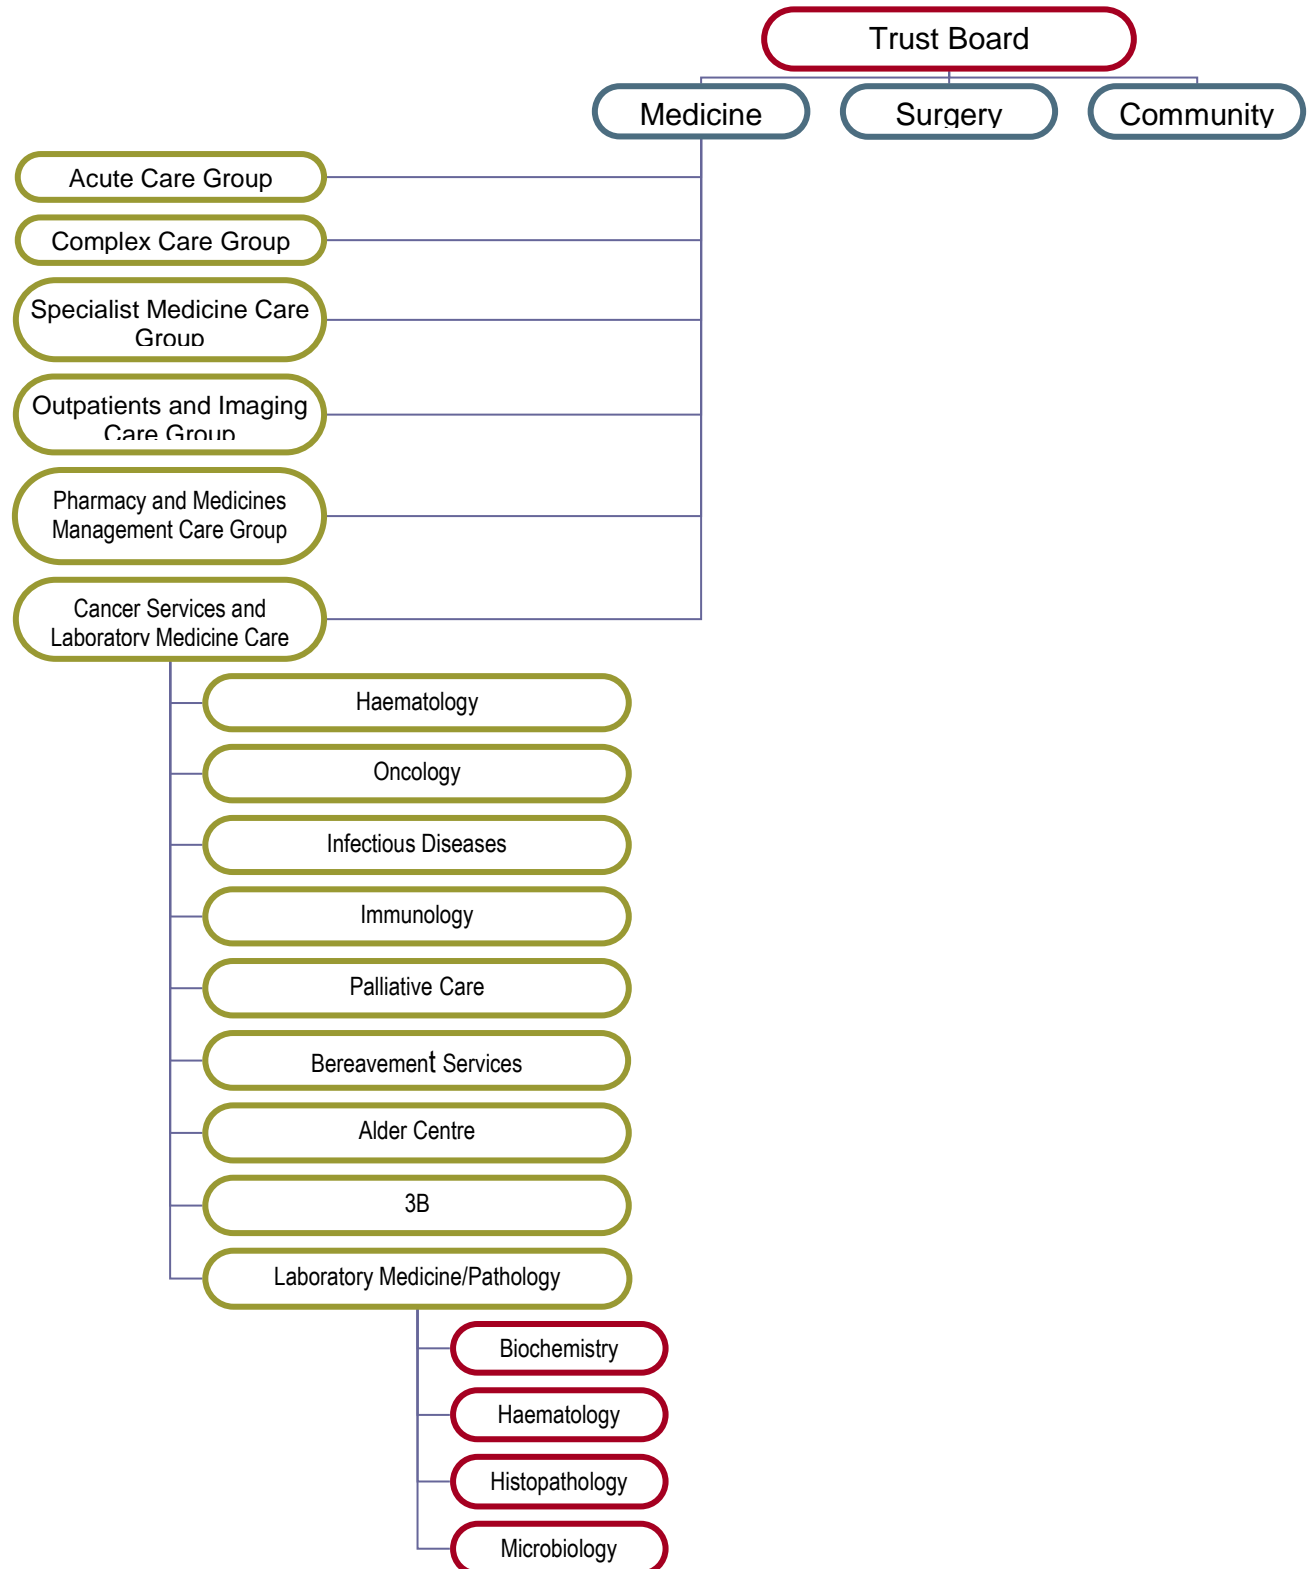 Trust Board
Medicine
Surgery
Community
Acute Care Group
Complex Care Group
Specialist Medicine Care
Group
Outpatients and Imaging
Care Group
Pharmacy and Medicines
Management Care Group
Cancer Services and
Laboratory Medicine Care
Haematology
Oncology
Infectious Diseases
Immunology
Palliative Care
Bereavement Services
Alder Centre
3B
Laboratory Medicine/Pathology
Biochemistry
Haematology
Histopathology
Microbiology